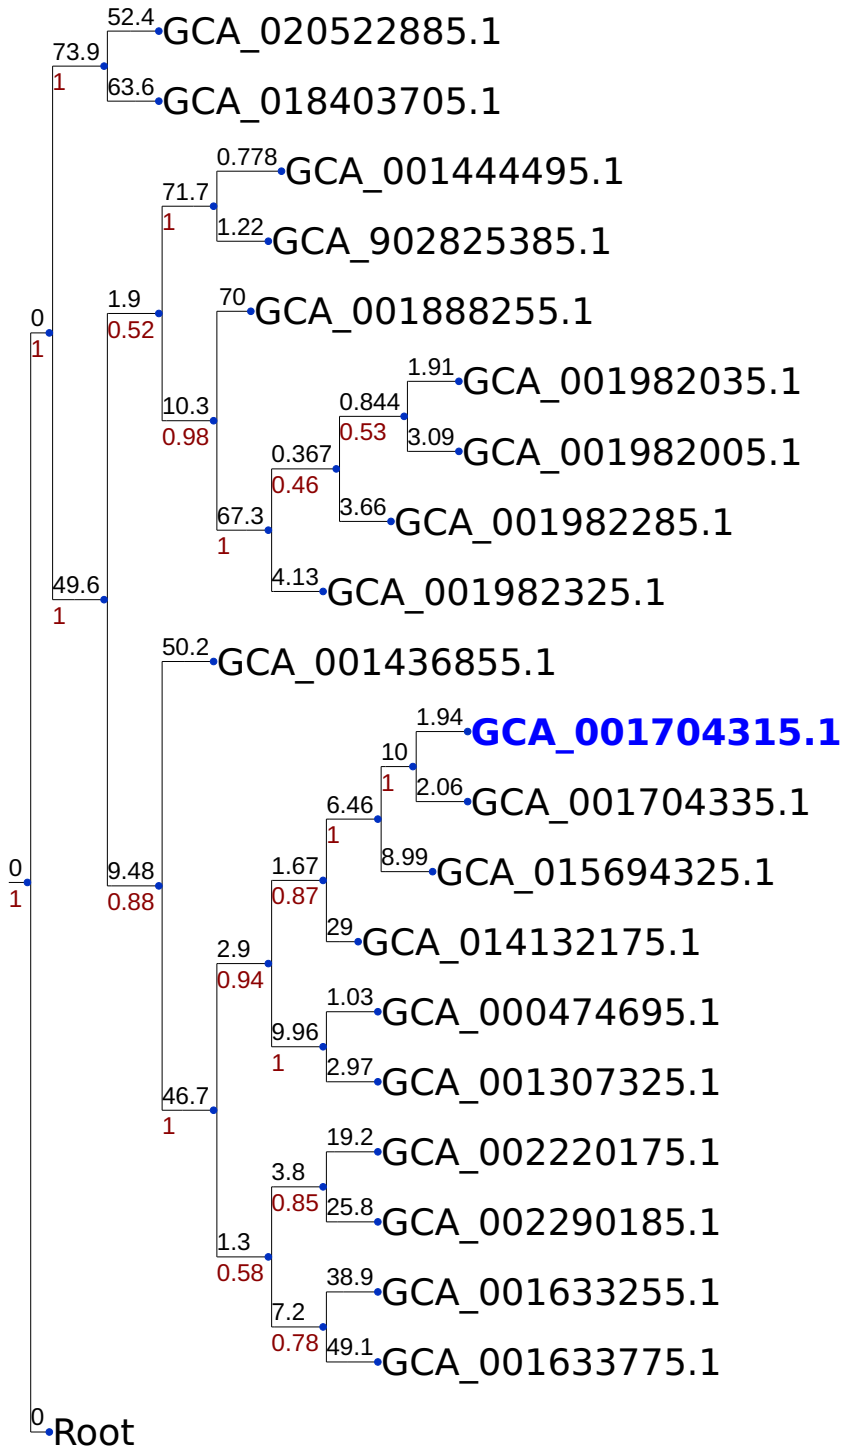 52.4
GCA_020522885.1
73.9
1
63.6
GCA_018403705.1
0.778
GCA_001444495.1
71.7
1
1.22
GCA_902825385.1
1.9
0.52
70
GCA_001888255.1
0
1
1.91
GCA_001982035.1
0.844
0.53
10.3
0.98
3.09
GCA_001982005.1
0.367
0.46
3.66
GCA_001982285.1
67.3
1
4.13
GCA_001982325.1
49.6
1
50.2
GCA_001436855.1
1.94
GCA_001704315.1
10
1
2.06
GCA_001704335.1
6.46
1
8.99
GCA_015694325.1
0
1
9.48
0.88
1.67
0.87
29
GCA_014132175.1
2.9
0.94
1.03
GCA_000474695.1
9.96
1
2.97
GCA_001307325.1
46.7
1
19.2
GCA_002220175.1
3.8
0.85
25.8
GCA_002290185.1
1.3
0.58
38.9
GCA_001633255.1
7.2
0.78
49.1
GCA_001633775.1
0
Root